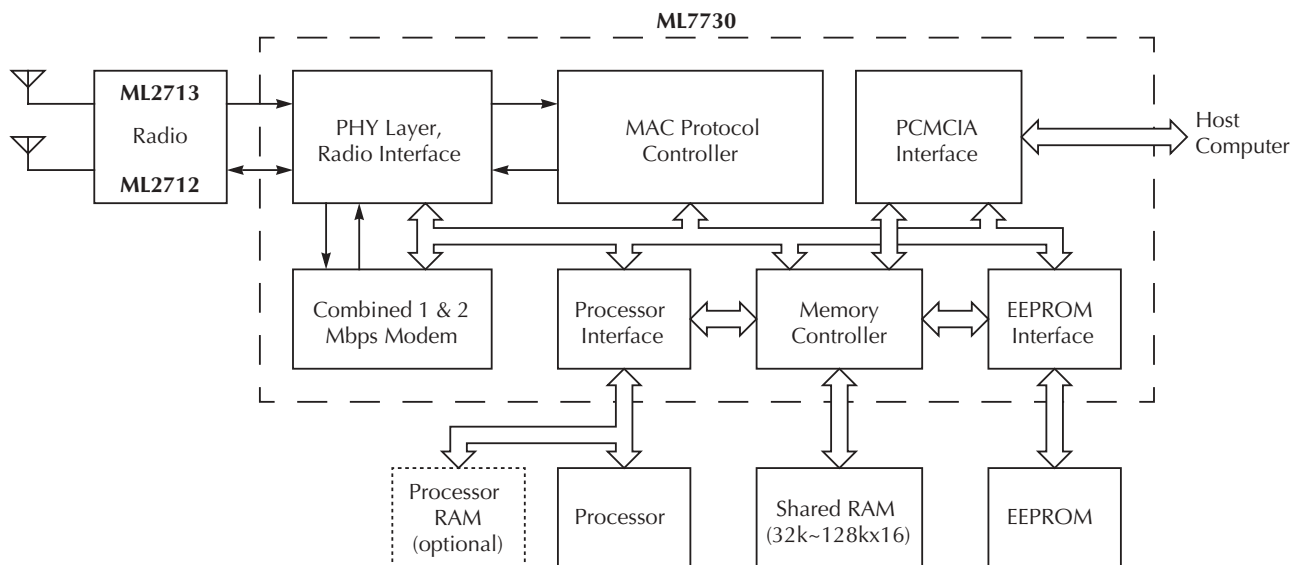 ML7730
ML2713
Radio
ML2712
PHY Layer,
Radio Interface
MAC Protocol
Controller
PCMCIA
Interface
Host
Computer
Combined 1 & 2
Mbps Modem
Processor
Interface
Memory
Controller
EEPROM
Interface
Processor
RAM
(optional)
Processor
Shared RAM
(32k~128kx16)
EEPROM